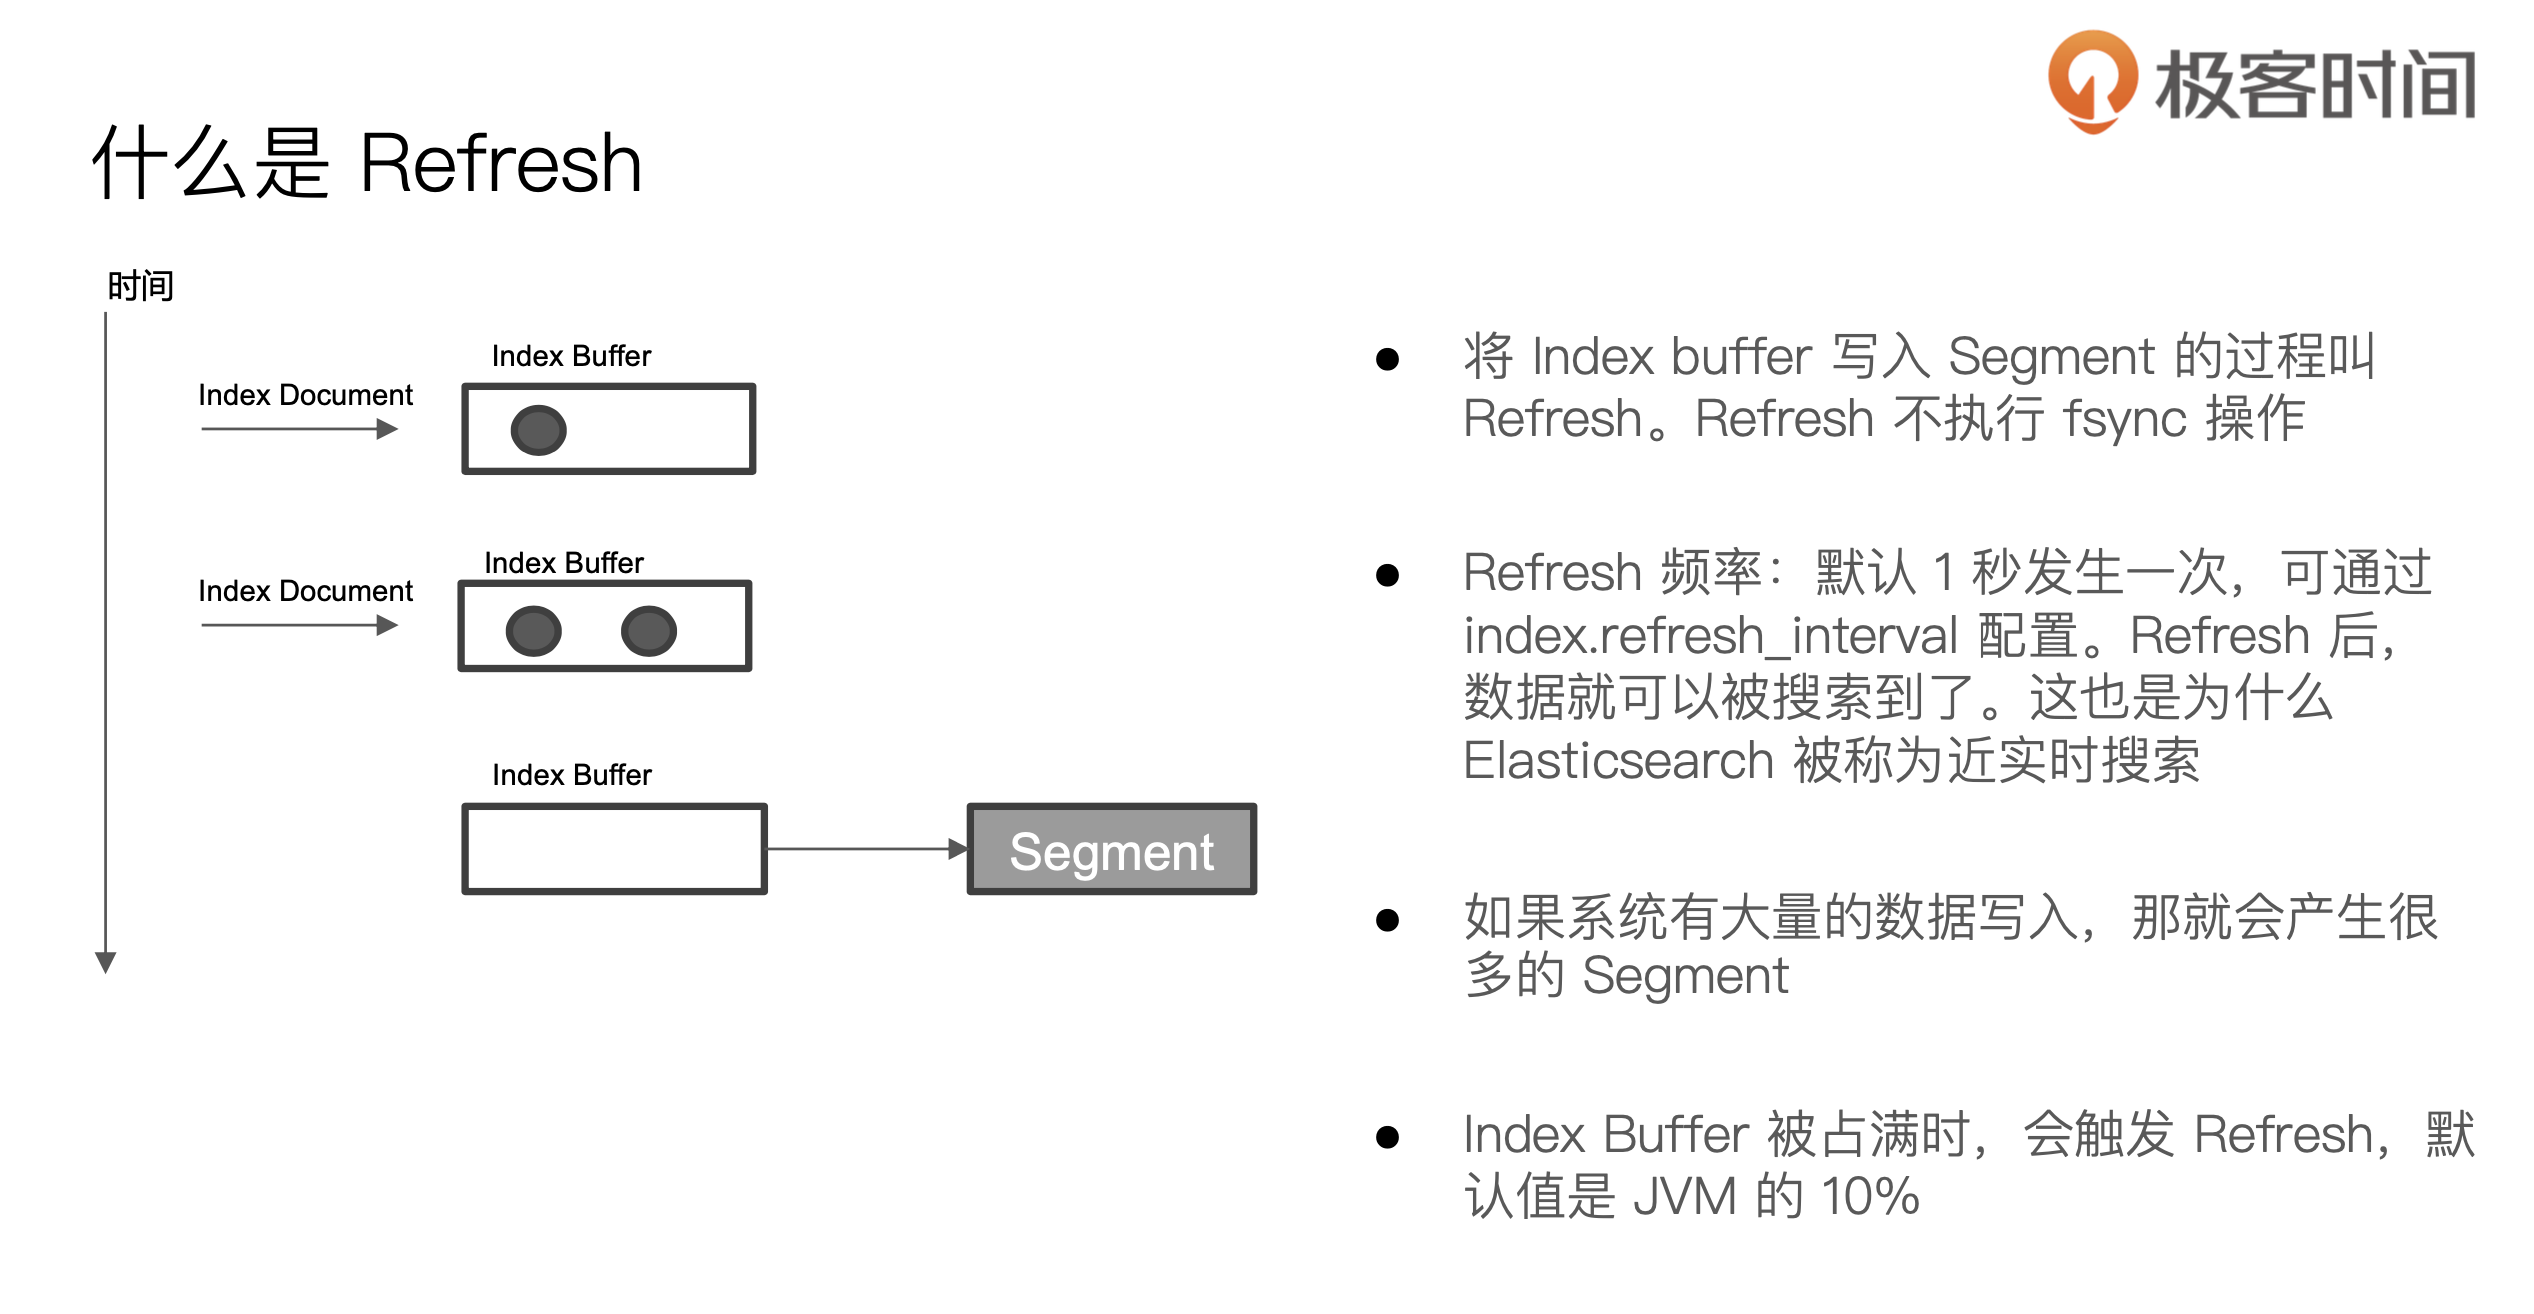 极客时间
什么是 Refresh
时间
Index Buffer
Index Document
Index Buffer
Index Document
Index Buffer
Segment
将 Index buffer 写入 Segment 的过程叫
Refresh。Refresh 不执行 fsync 操作
Refresh 频率：默认 1 秒发生一次，可通过
index.refresh_interval 配置。Refresh 后，
数据就可以被搜索到了。这也是为什么
Elasticsearch 被称为近实时搜索
如果系统有大量的数据写入，那就会产生很
多的 Segment
Index Buffer 被占满时，会触发 Refresh，默
认值是 JVM 的 10%